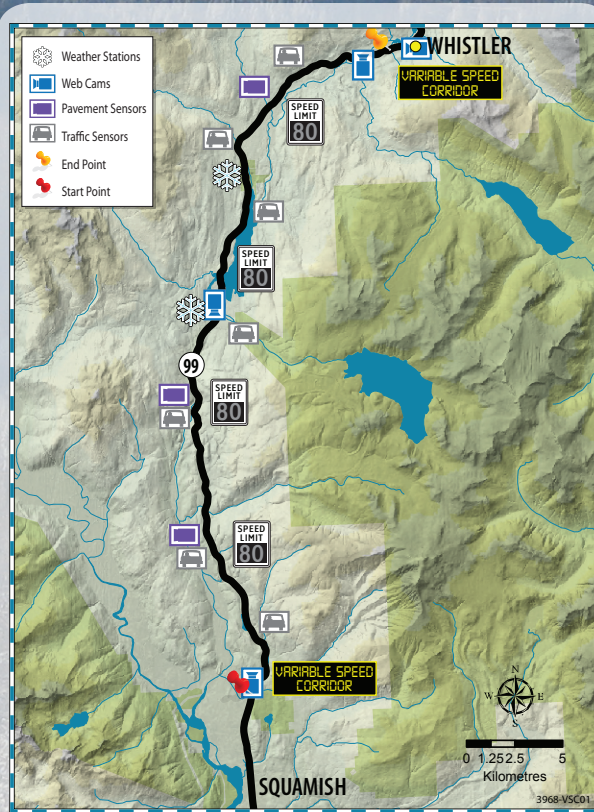 Weather Stations
Web Cams
Pavement Sensors
Traffic Sensors
End Point
Start Point
WHISTLER
VARIABLE SPEED
CORRIDOR
SPEED
LIMIT
80
SPEED
LIMIT
80
99
SPEED
LIMIT
80
SPEED
LIMIT
80
VARIABLE SPEED
CORRIDOR
N
W
E
S
0 1.25 2.5 5
Kilometres
SQUAMISH
3968-VSC01